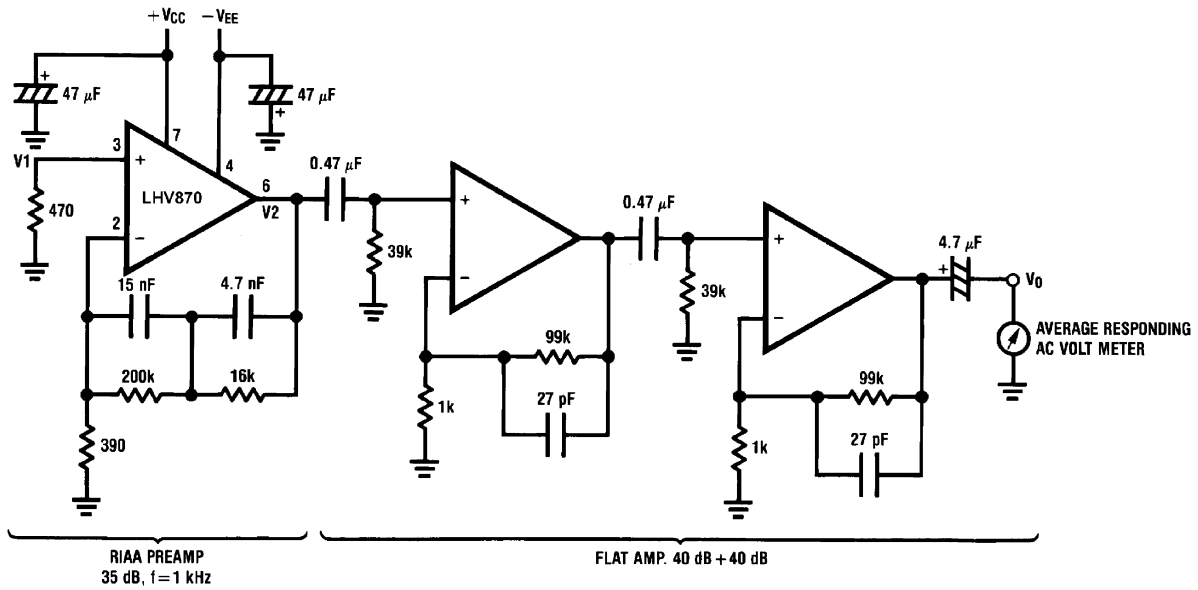 +VCC −VEE
+
47 µF
47 µF
+
7
3
V1
+
4
LHV870
6
V2
470
2
−
0.47 µF
+
39k
−
0.47 µF
+
39k
−
4.7 µF
+
VO
AVERAGE RESPONDING
AC VOLT METER
15 nF
4.7 nF
200k
16k
390
99k
1k
27 pF
99k
1k
27 pF
RIAA PREAMP
35 dB, f=1 kHz
FLAT AMP. 40 dB+40 dB